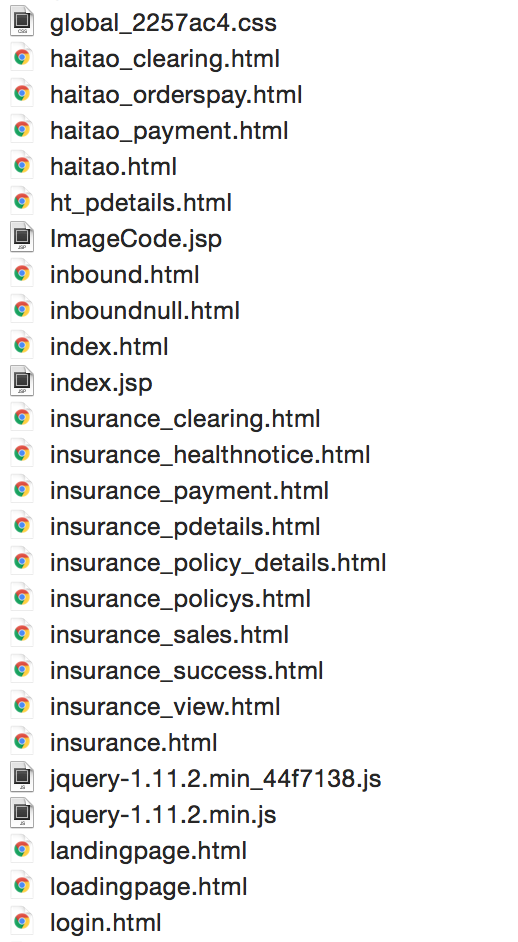 global_2257ac4.css
haitao_clearing.html
haitao_orderspay.html
haitao_payment.html
haitao.html
ht_pdetails.html
ImageCode.jsp
inbound.html
inboundnull.html
index.html
index.jsp
insurance_clearing.html
insurance_healthnotice.html
insurance_payment.html
insurance_pdetails.html
insurance_policy_details.html
insurance_policys.html
insurance_sales.html
insurance_success.html
insurance_view.html
insurance.html
jquery-1.11.2.min_44f7138.js
jquery-1.11.2.min.js
landingpage.html
loadingpage.html
login.html